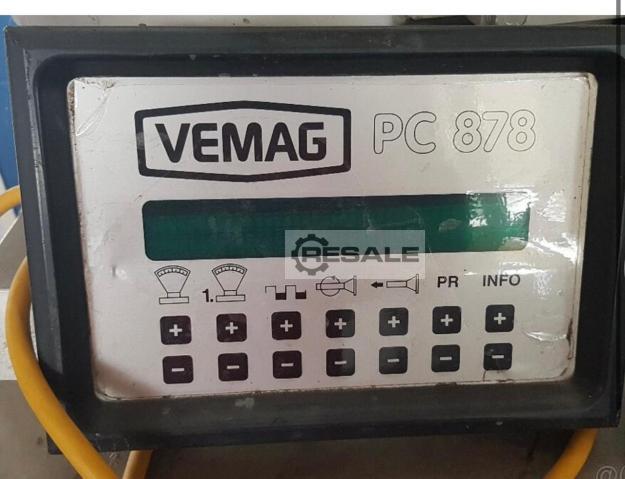 VEMAG PC 878
RESALE
1. PR INFO
+ + + + + + +
- - - - - - -